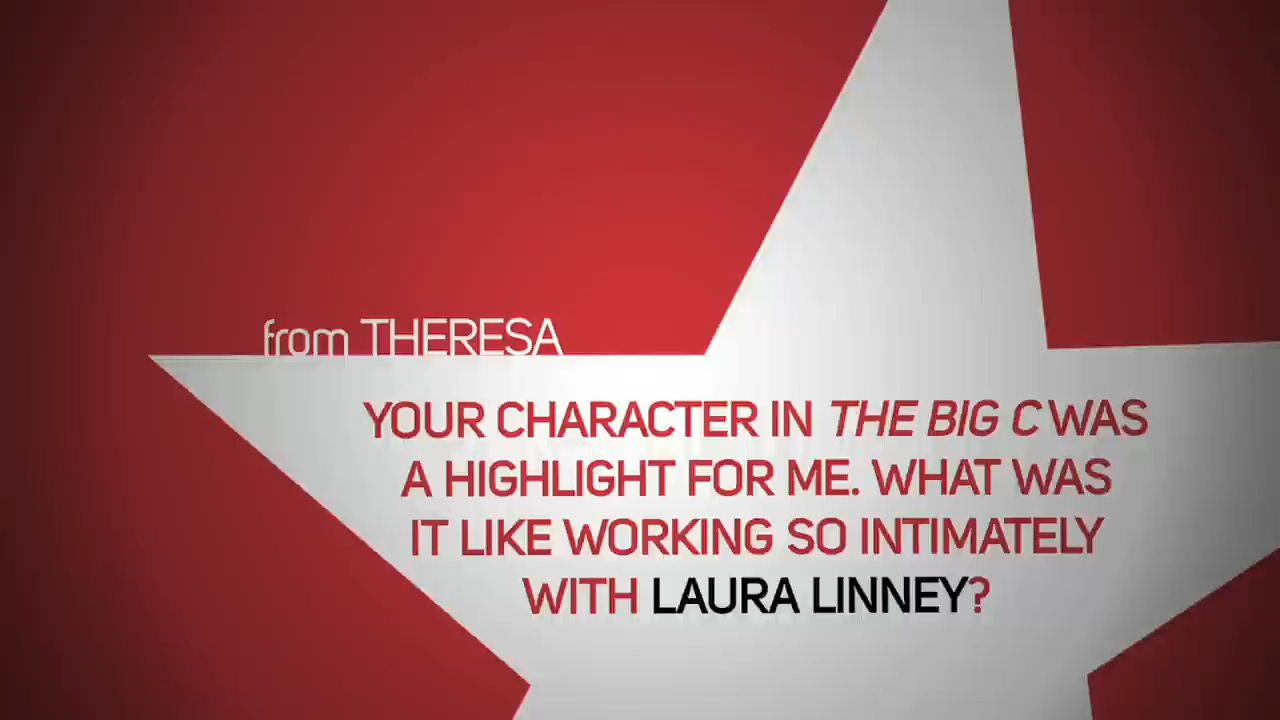 from THERESA
YOUR CHARACTER IN THE BIG C WAS
A HIGHLIGHT FOR ME. WHAT WAS
IT LIKE WORKING SO INTIMATELY
WITH LAURA LINNEY?